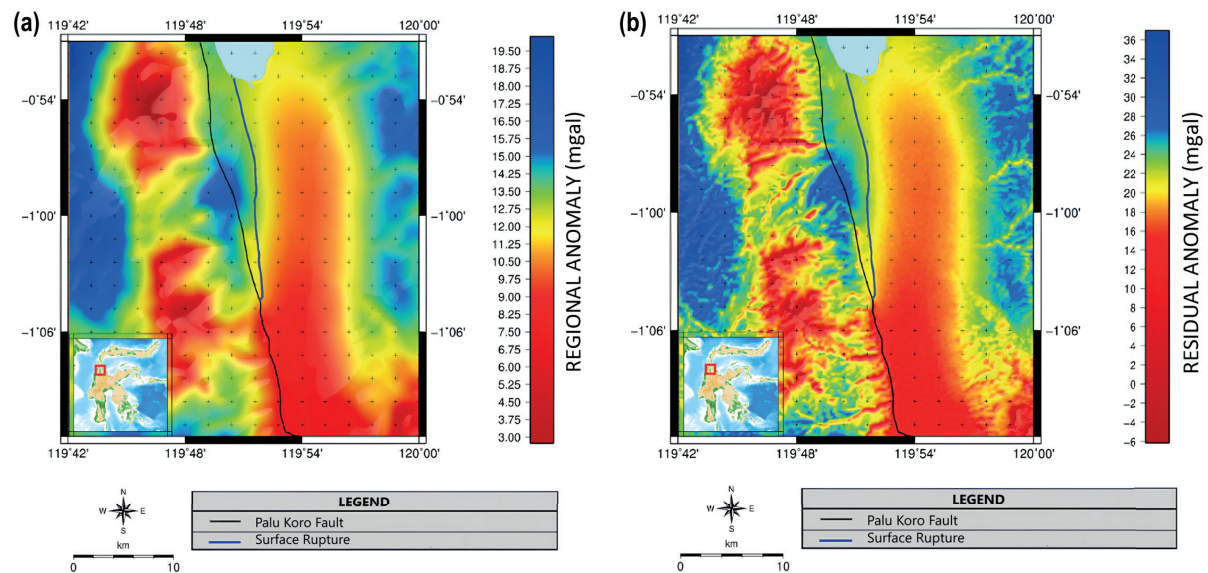 (a)
119°42' 119°48' 119°54' 120°00'
−0°54'
−1°00'
−1°06'
−0°54'
−1°00'
−1°06'
119°42' 119°48' 119°54' 120°00'
19.50
18.75
18.00
17.25
16.50
15.75
15.00
14.25
13.50
12.75
12.00
11.25
10.50
9.75
9.00
8.25
7.50
6.75
6.00
5.25
4.50
3.75
3.00
REGIONAL ANOMALY (mgal)
N
W E
S
km
0 10
LEGEND
Palu Koro Fault
Surface Rupture
(b)
119°42' 119°48' 119°54' 120°00'
−0°54'
−1°00'
−1°06'
−0°54'
−1°00'
−1°06'
119°42' 119°48' 119°54' 120°00'
36
34
32
30
28
26
24
22
20
18
16
14
12
10
8
6
4
2
0
−2
−4
−6
RESIDUAL ANOMALY (mgal)
N
W E
S
km
0 10
LEGEND
Palu Koro Fault
Surface Rupture